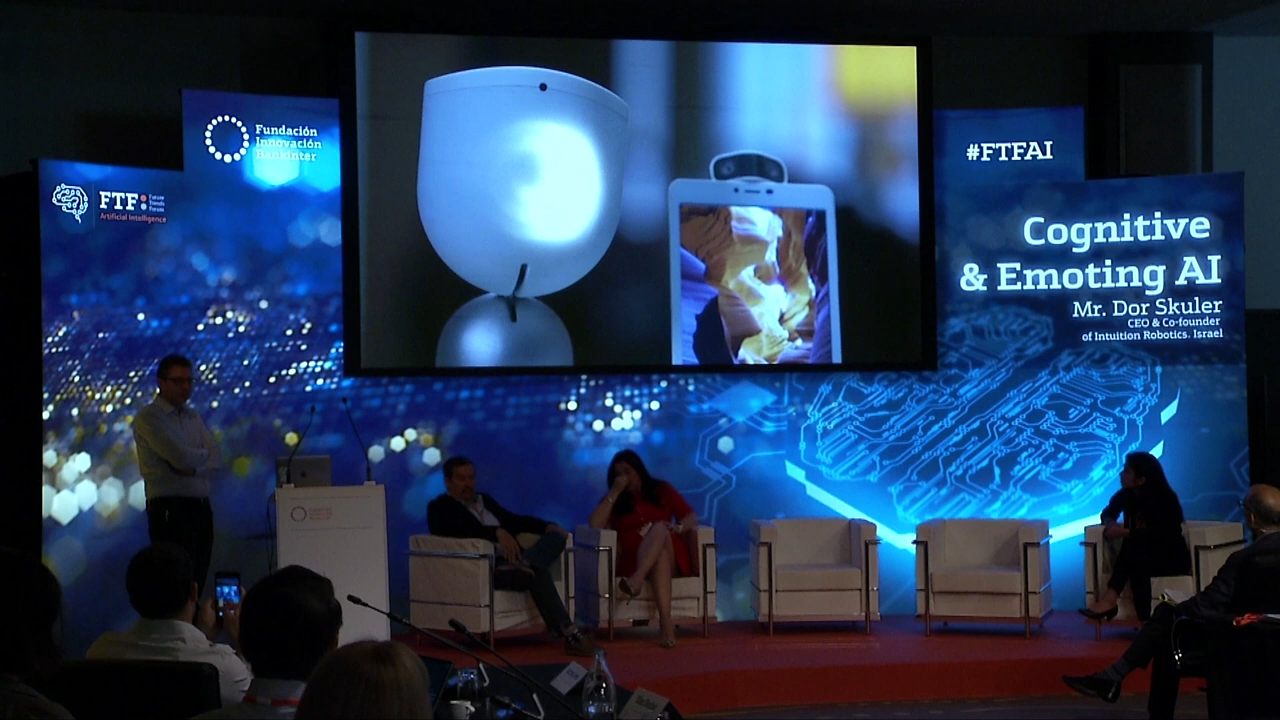 Fundación
Innovación
Bankinter
FTF:
Future
Trends
Forum
Artificial Intelligence
#FTFAI
Cognitive
& Emoting AI
Mr. Dor Skuler
CEO & Co-founder
of Intuition Robotics. Israel